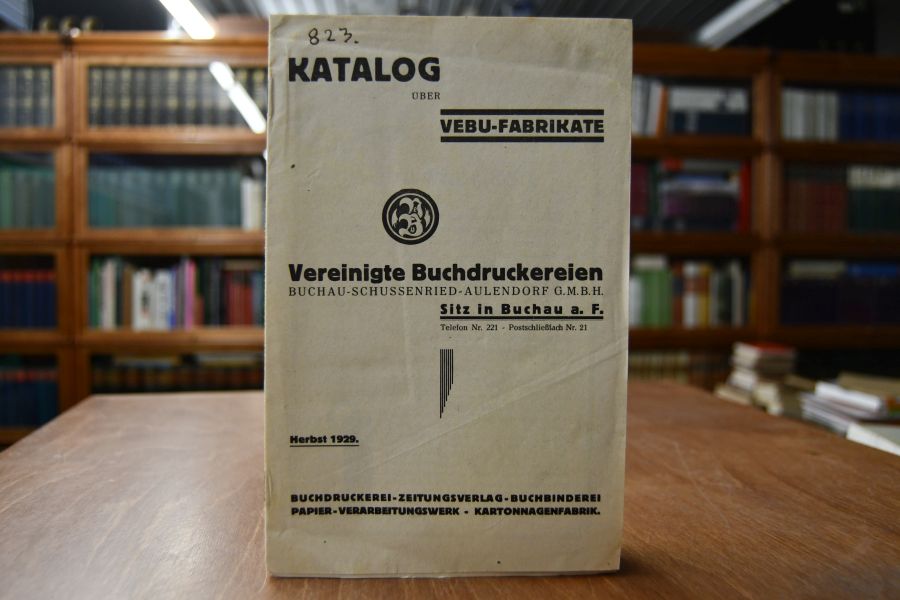 823.
KATALOG
ÜBER
VEBU-FABRIKATE
Vereinigte Buchdruckereien
BUCHAU-SCHUSSENRIED-AULENDORF G.M.B.H.
Sitz in Buchau a. F.
Telefon Nr. 221 - Postschließfach Nr. 21
Herbst 1929.
BUCHDRUCKEREI-ZEITUNGSVERLAG-BUCHBINDEREI
PAPIER-VERARBEITUNGSWERK - KARTONNAGENFABRIK.